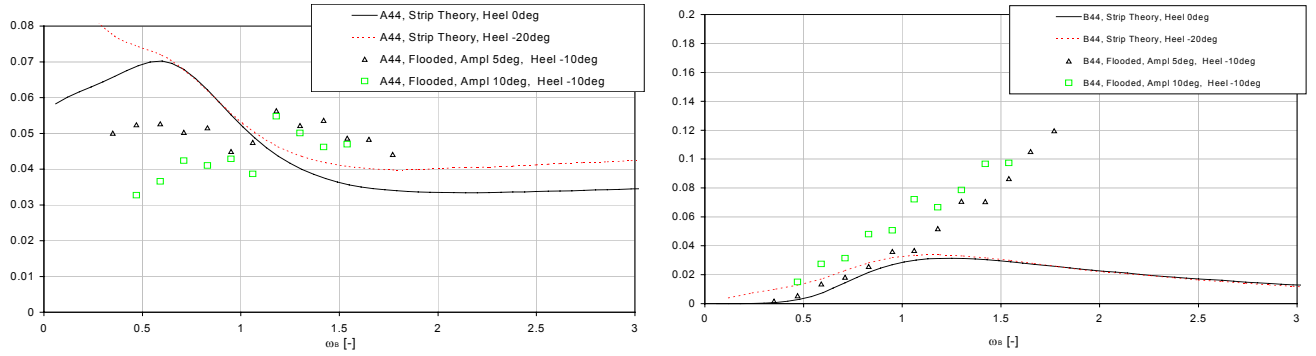 A44, Strip Theory, Heel 0deg
A44, Strip Theory, Heel -20deg
A44, Flooded, Ampl 5deg, Heel -10deg
A44, Flooded, Ampl 10deg, Heel -10deg
0.08
0.07
0.06
0.05
0.04
0.03
0.02
0.01
0
0 0.5 1 1.5 2 2.5 3
ωB [-]
B44, Strip Theory, Heel 0deg
B44, Strip Theory, Heel -20deg
B44, Flooded, Ampl 5deg, Heel -10deg
B44, Flooded, Ampl 10deg, Heel -10deg
0.2
0.18
0.16
0.14
0.12
0.1
0.08
0.06
0.04
0.02
0
0 0.5 1 1.5 2 2.5 3
ωB [-]